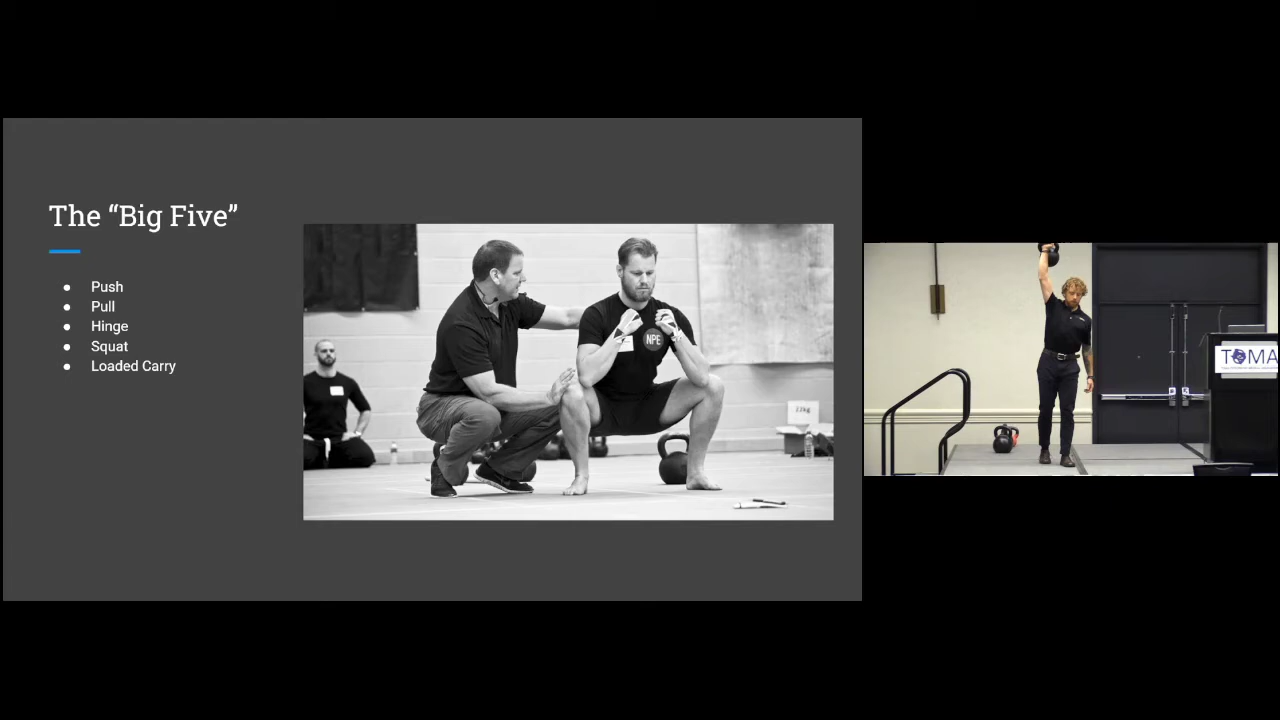 The “Big Five”
● Push
● Pull
● Hinge
● Squat
● Loaded Carry
NPE
TOMA